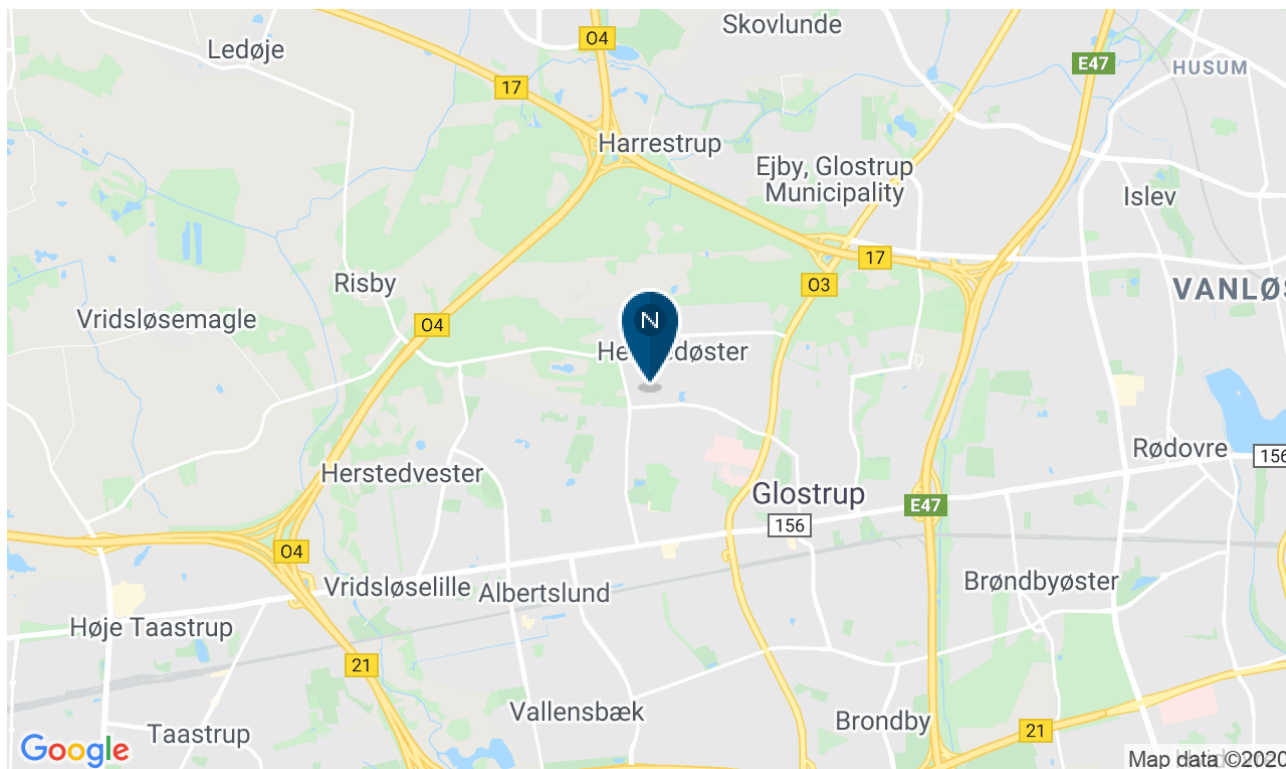 Skovlunde
Ledøje
O4
E47
HUSUM
17
Harrestrup
Ejby, Glostrup
Municipality
Islev
17
O3
Risby
VANLØS
Vridsløsemagle
O4
N
Rødovre
156
Herstedvester
Glostrup
E47
156
O4
Brøndbyøster
Vridsløselille
Albertslund
Høje Taastrup
21
Vallensbæk
Brondby
21
Taastrup
Google
Map data ©2020